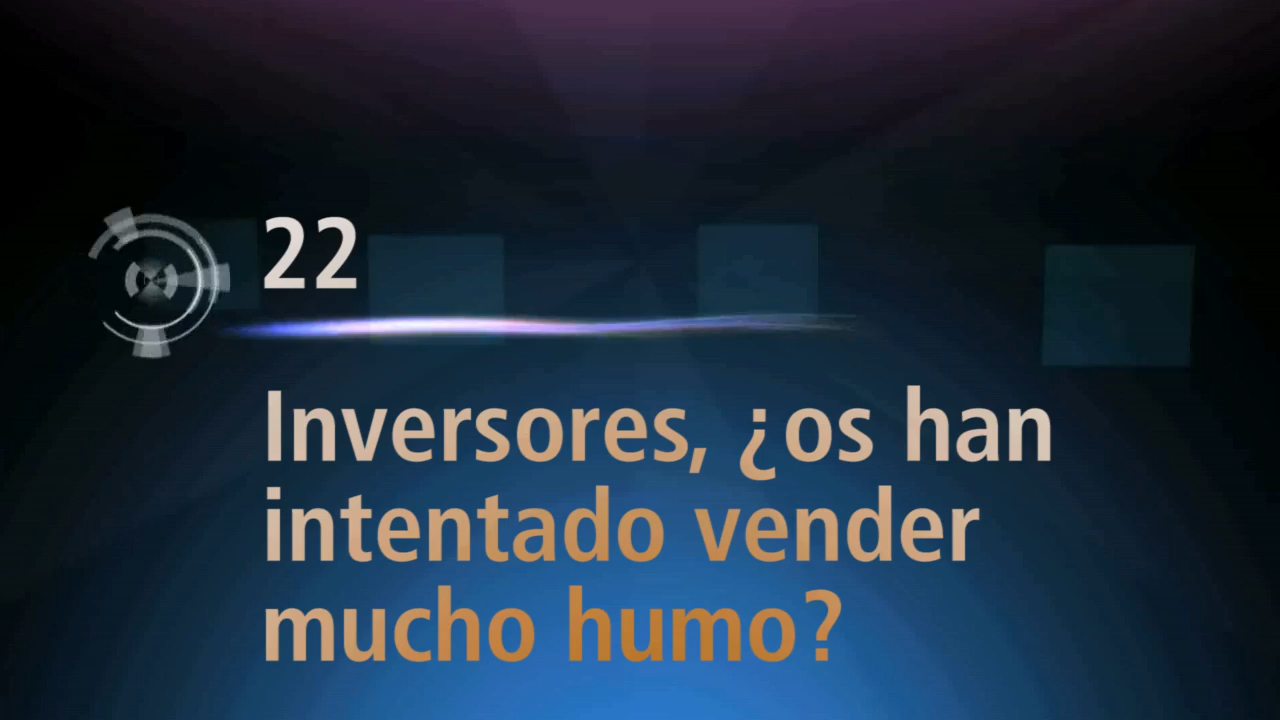 22
Inversores, ¿os han
intentado vender
mucho humo?